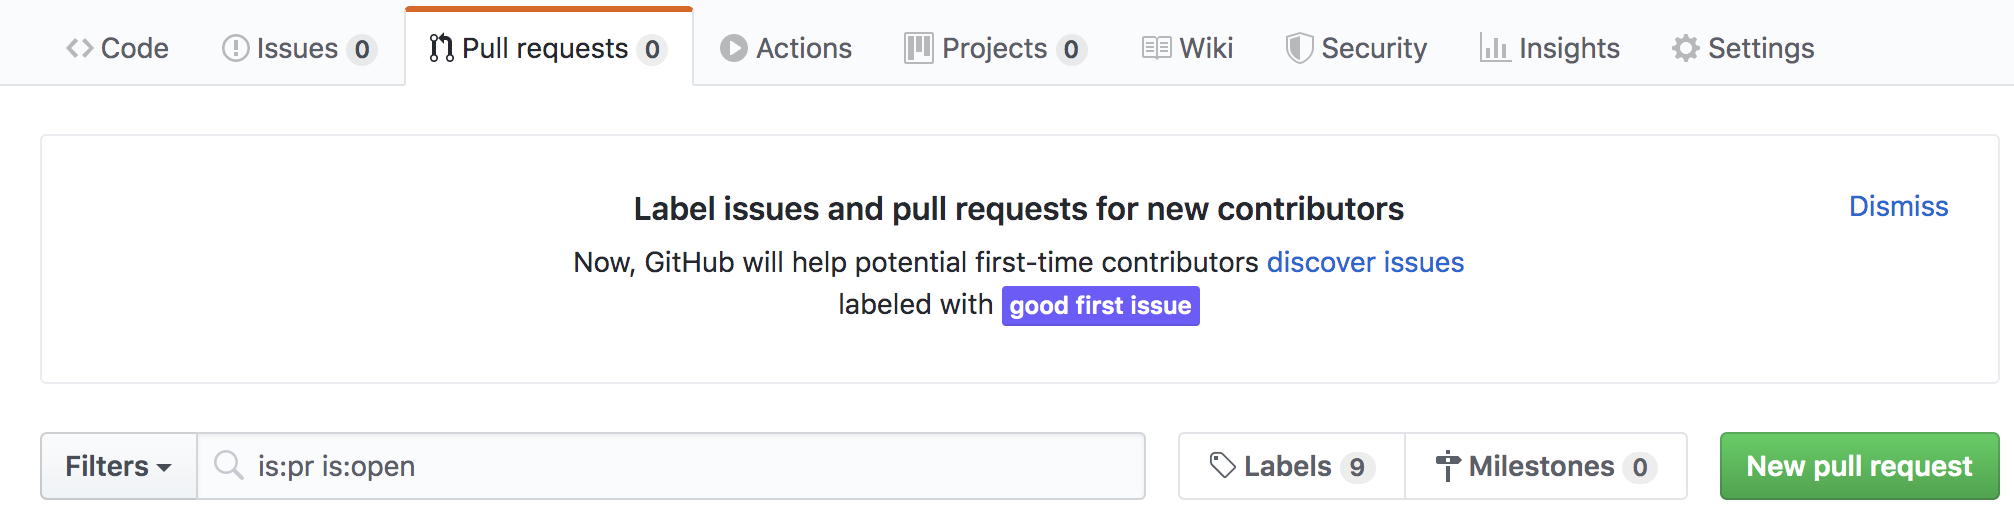 Code Issues 0 Pull requests 0 Actions Projects 0 Wiki Security Insights Settings
Label issues and pull requests for new contributors
Dismiss
Now, GitHub will help potential first-time contributors discover issues
labeled with good first issue
Filters is:pr is:open Labels 9 Milestones 0 New pull request